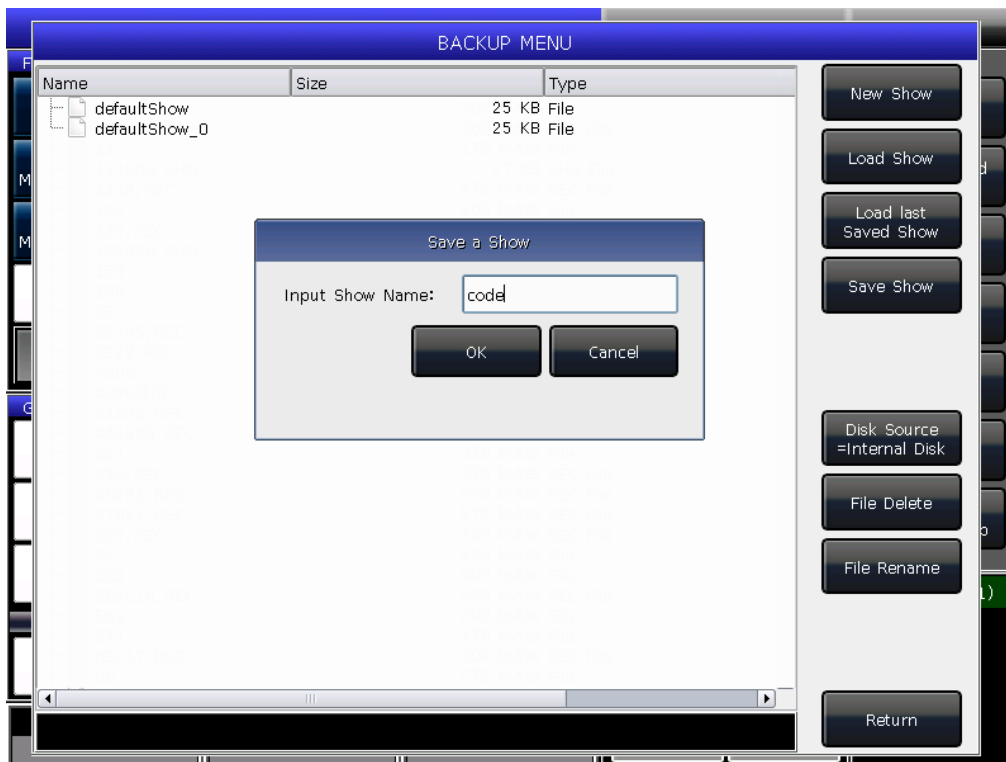 BACKUP MENU
Name Size Type
defaultShow 25 KB File
defaultShow_0 25 KB File
Save a Show
Input Show Name: code
OK Cancel
New Show
Load Show
Load last
Saved Show
Save Show
Disk Source
=Internal Disk
File Delete
File Rename
Return